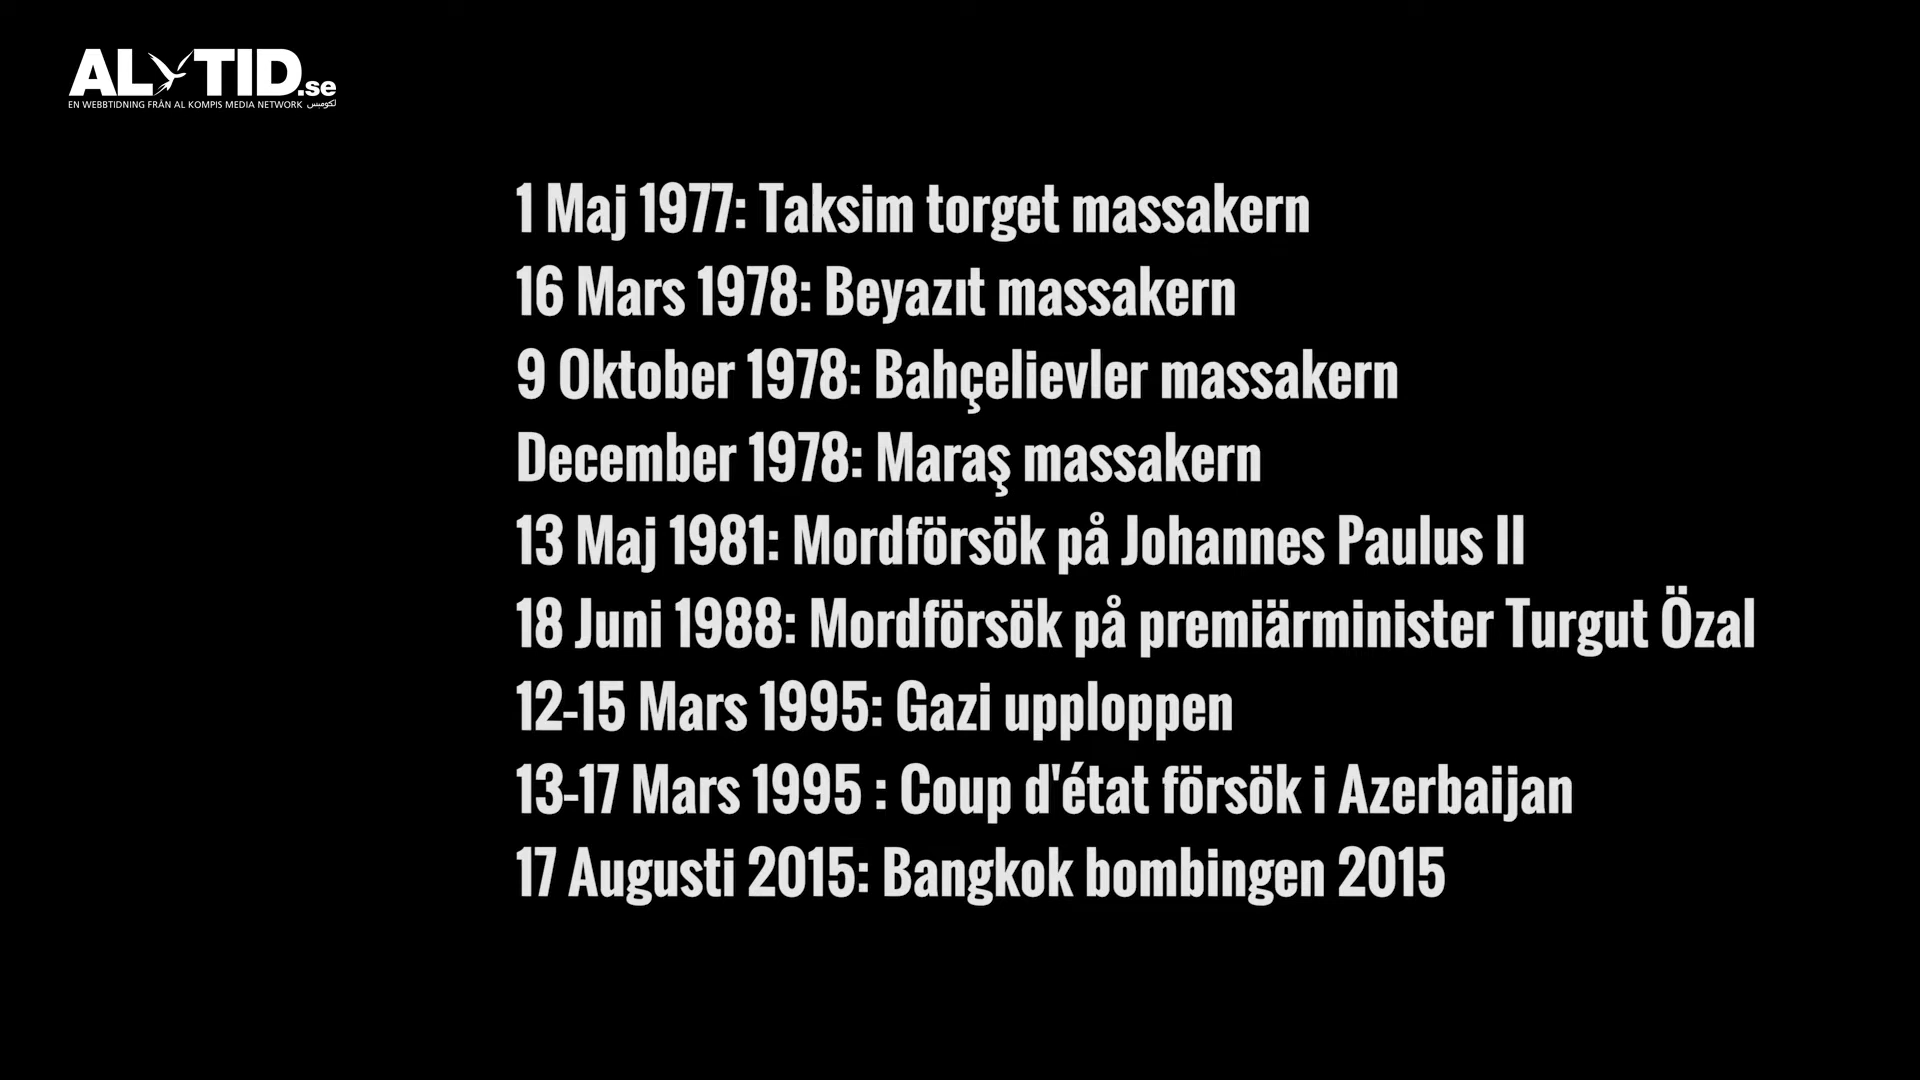 ALTID.se
EN WEBBTIDNING FRÅN AL KOMPIS MEDIA NETWORK الكومبس
1 Maj 1977: Taksim torget massakern
16 Mars 1978: Beyazıt massakern
9 Oktober 1978: Bahçelievler massakern
December 1978: Maraş massakern
13 Maj 1981: Mordförsök på Johannes Paulus II
18 Juni 1988: Mordförsök på premiärminister Turgut Özal
12-15 Mars 1995: Gazi upploppen
13-17 Mars 1995 : Coup d'état försök i Azerbaijan
17 Augusti 2015: Bangkok bombingen 2015